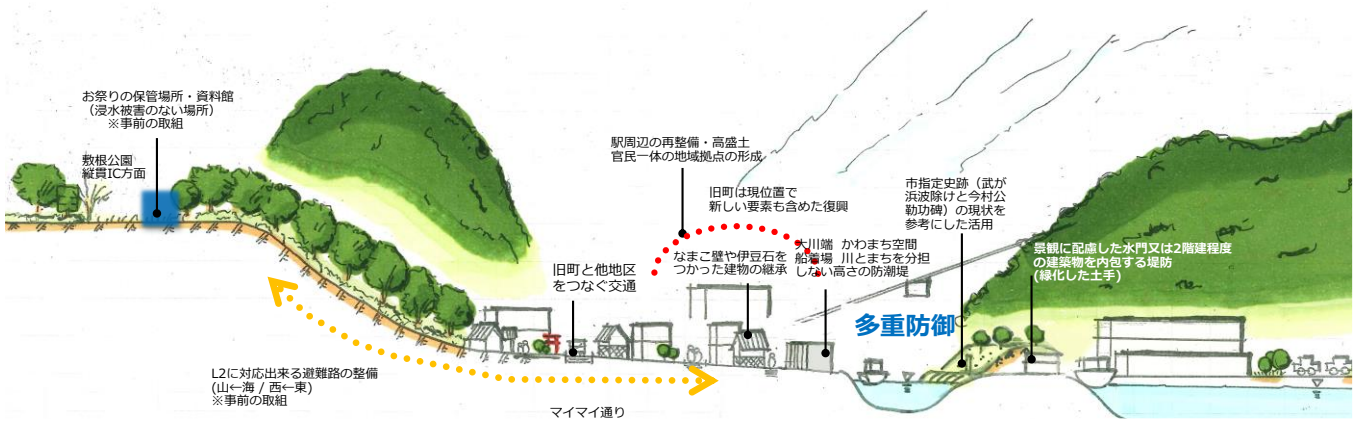 お祭りの保管場所・資料館
（浸水被害のない場所）
※事前の取組
敷根公園
縦貫IC方面
駅周辺の再整備・高盛土
官民一体の地域拠点の形成
旧町は現位置で
新しい要素も含めた復興
市指定史跡（武が
浜波除けと今村公
勒功碑）の現状を
参考にした活用
大川端　かわまち空間
船着場　川とまちを分担
しない高さの防潮堤
なまこ壁や伊豆石を
つかった建物の継承
景観に配慮した水門又は2階建程度
の建築物を内包する堤防
(緑化した土手)
旧町と他地区
をつなぐ交通
多重防御
L2に対応出来る避難路の整備
(山←海 / 西←東)
※事前の取組
マイマイ通り